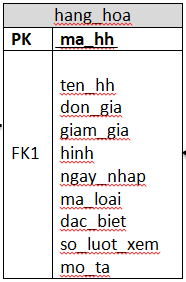 hang_hoa
PK ma_hh
ten_hh
don_gia
giam_gia
FK1 hinh
ngay_nhap
ma_loai
dac_biet
so_luot_xem
mo_ta